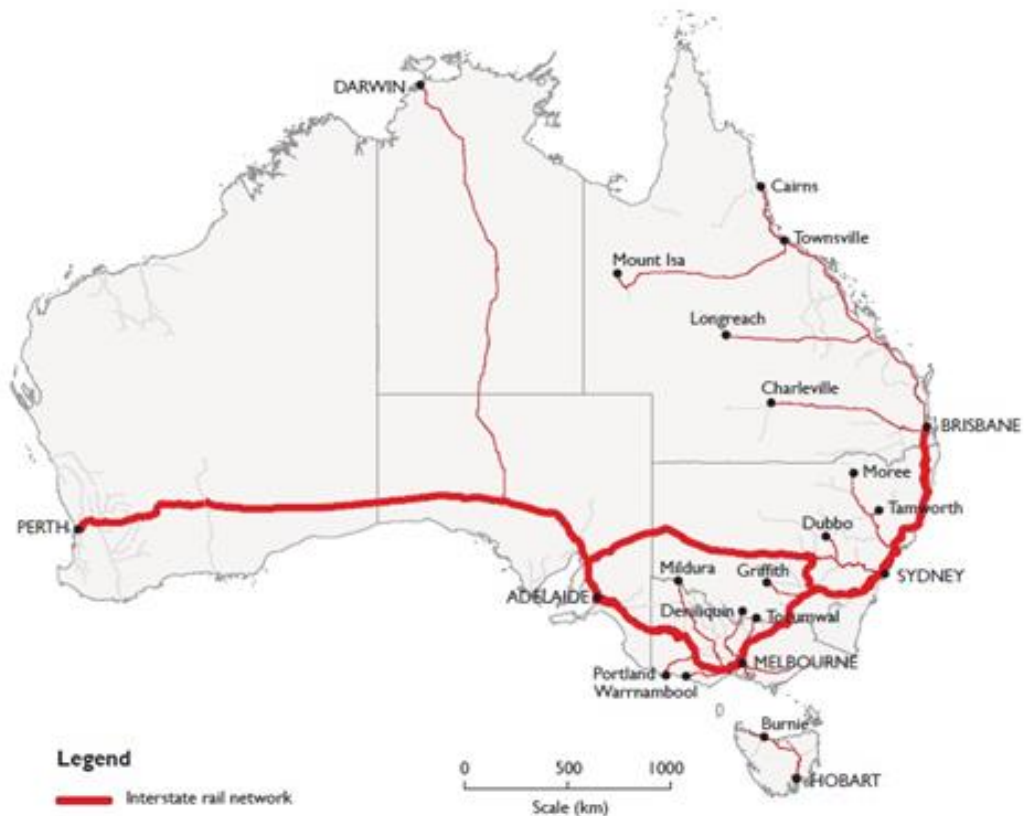 DARWIN
Cairns
Townsville
Mount Isa
Longreach
Charleville
BRISBANE
Moree
Tamworth
Dubbo
PERTH
Mildura
Griffith
SYDNEY
ADELAIDE
Deniliquin
Tocumwal
MELBOURNE
Portland
Warrnambool
Burnie
HOBART
Legend
Interstate rail network
0 500 1000
Scale (km)